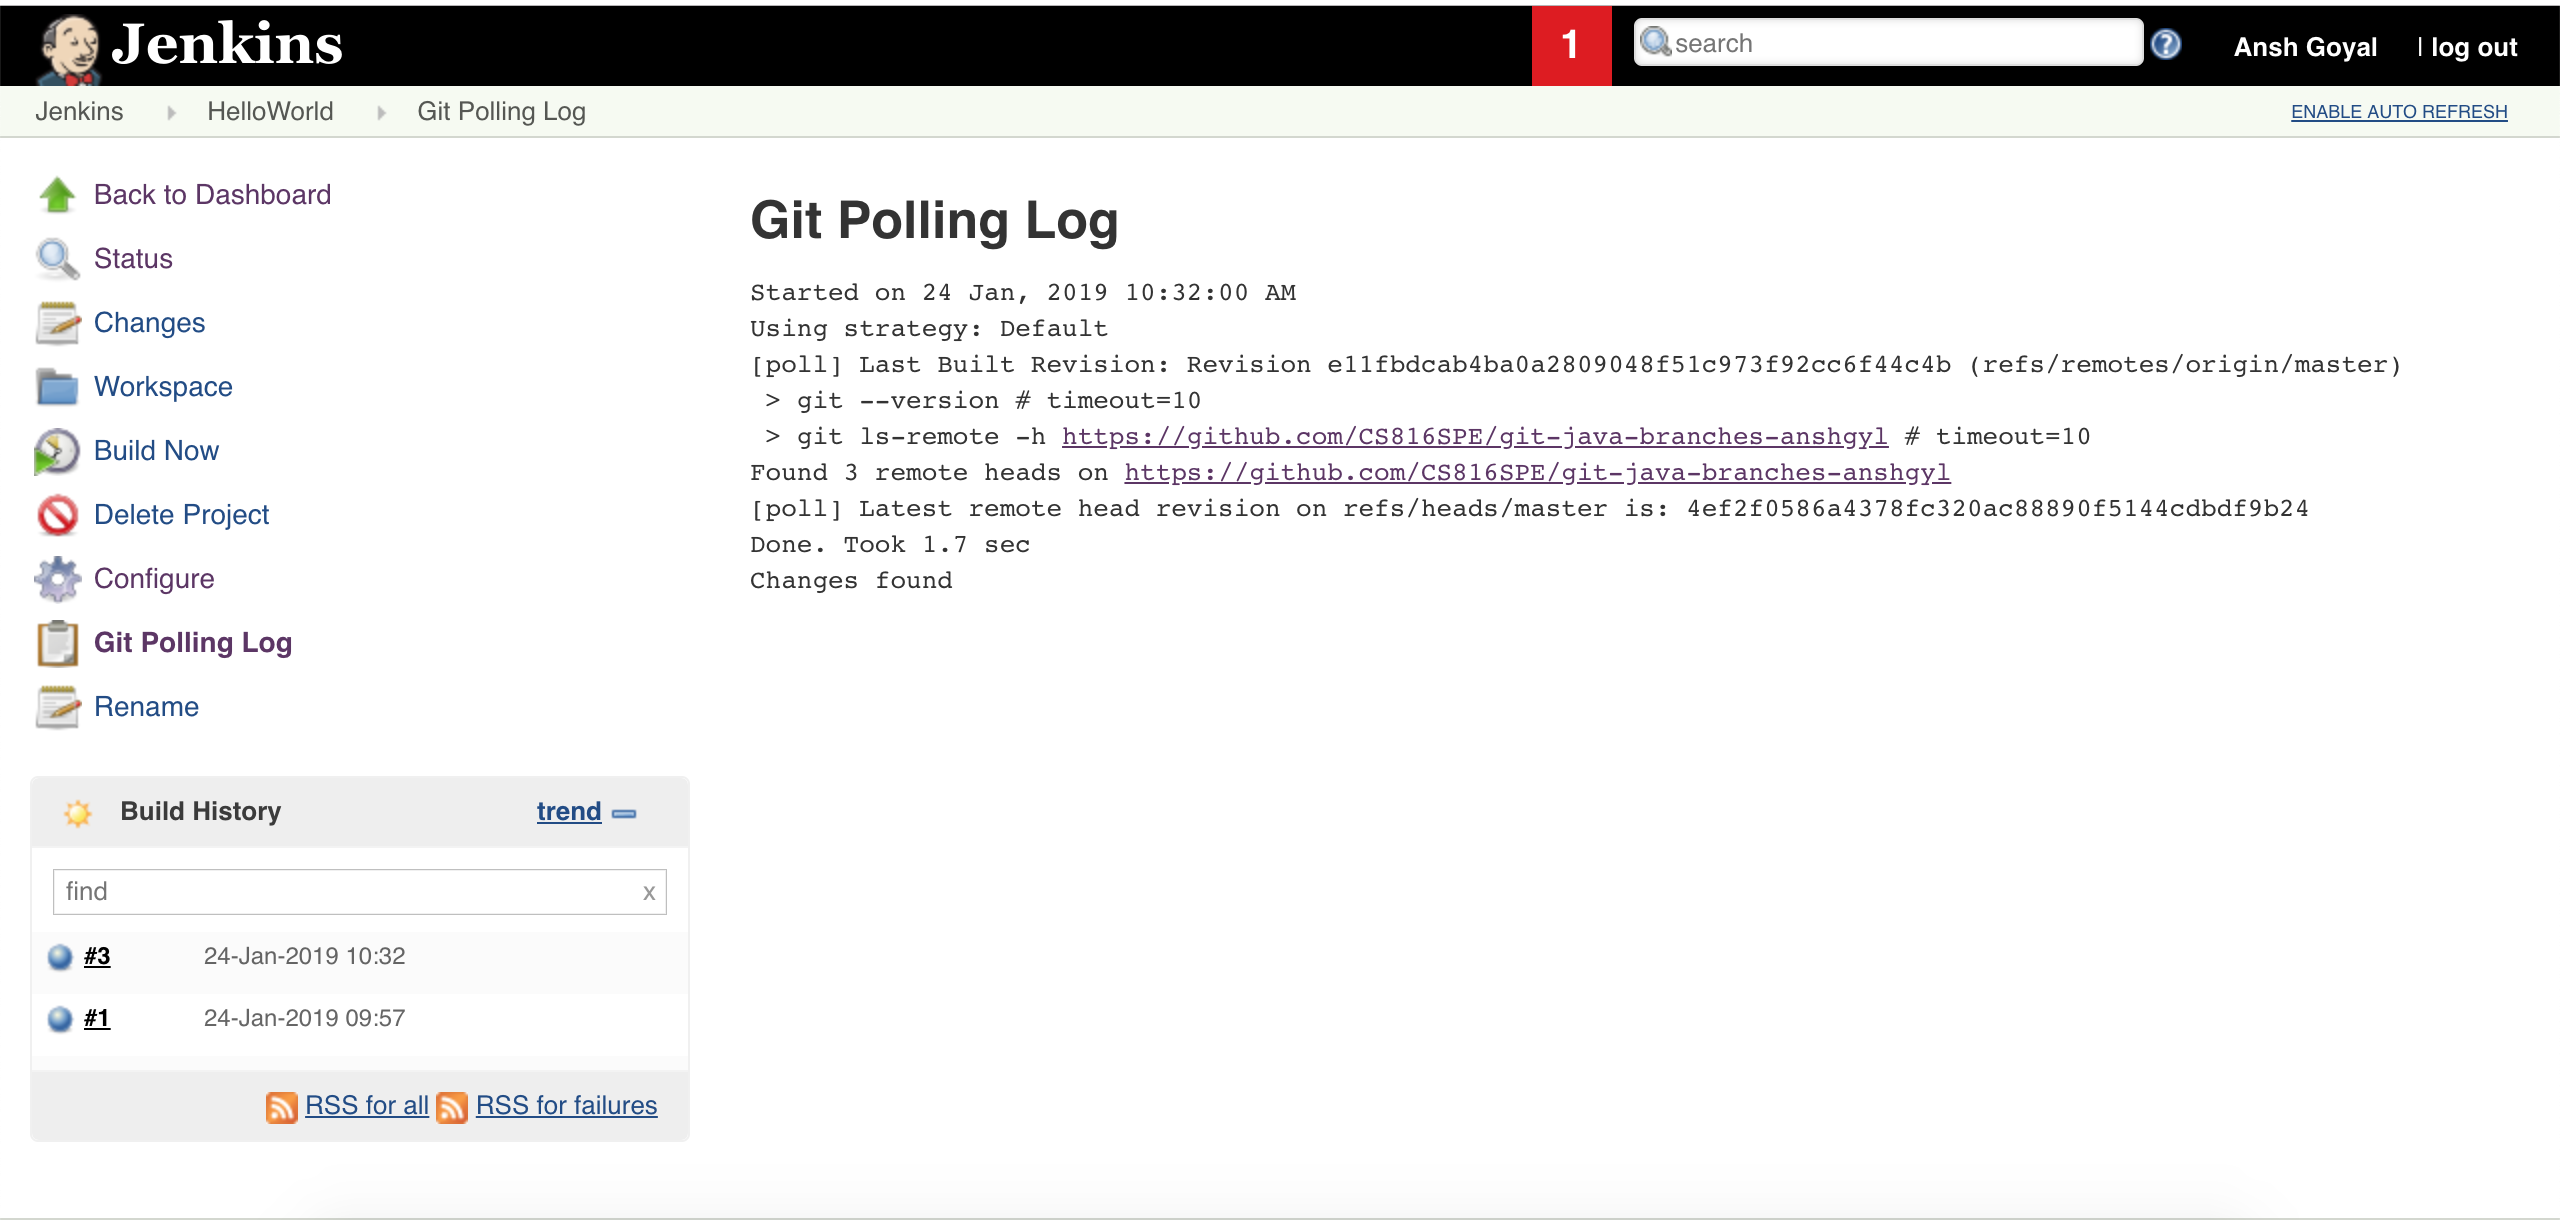 Jenkins
1
search
Ansh Goyal
| log out
Jenkins
HelloWorld
Git Polling Log
ENABLE AUTO REFRESH
Back to Dashboard
Status
Changes
Workspace
Build Now
Delete Project
Configure
Git Polling Log
Rename
Build History
trend
find
x
#3 24-Jan-2019 10:32
#1 24-Jan-2019 09:57
RSS for all RSS for failures
Git Polling Log
Started on 24 Jan, 2019 10:32:00 AM
Using strategy: Default
[poll] Last Built Revision: Revision e11fbdcab4ba0a2809048f51c973f92cc6f44c4b (refs/remotes/origin/master)
> git --version # timeout=10
> git ls-remote -h https://github.com/CS816SPE/git-java-branches-anshgyl # timeout=10
Found 3 remote heads on https://github.com/CS816SPE/git-java-branches-anshgyl
[poll] Latest remote head revision on refs/heads/master is: 4ef2f0586a4378fc320ac88890f5144cdbdf9b24
Done. Took 1.7 sec
Changes found